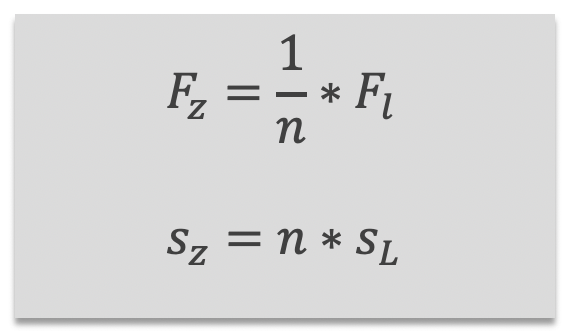 F_z = 1/n * F_l
s_z = n * s_L